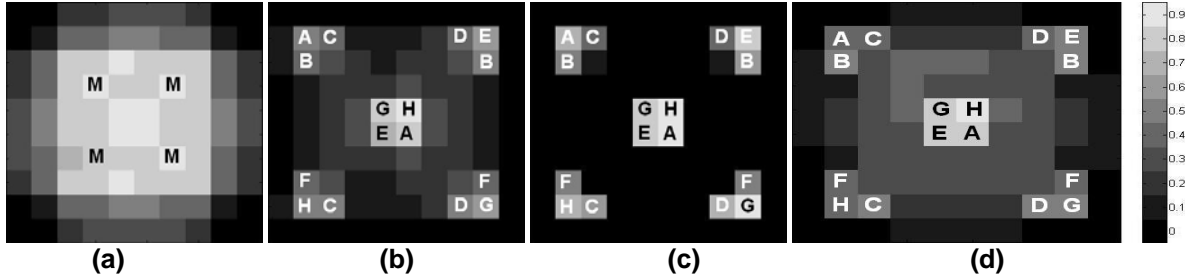 A C D E A C D E A C D E 0.9
B B B B B B 0.8
M M 0.7
G H G H G H 0.6
E A E A E A 0.5
M M 0.4
F F F F F F 0.3
H C D G H C D G H C D G 0.2
0.1
0
(a) (b) (c) (d)